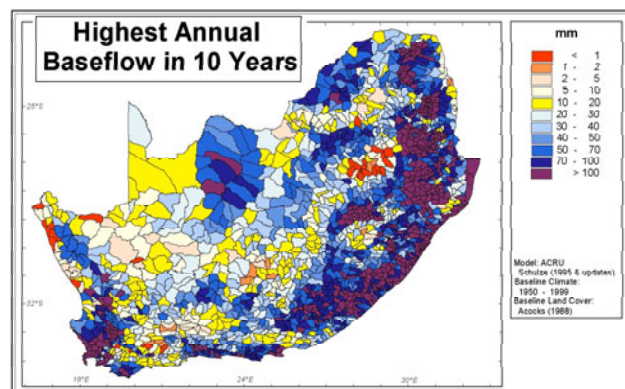 Highest Annual
Baseflow in 10 Years
mm
< 1
1 - 2
2 - 5
5 - 10
10 - 20
20 - 30
30 - 40
40 - 50
50 - 70
70 - 100
> 100
Model: ACRU
Schulze (1995 & updates)
Baseline Climate:
1950 - 1999
Baseline Land Cover:
Acocks (1988)
32°S
18°E
24°E
30°E